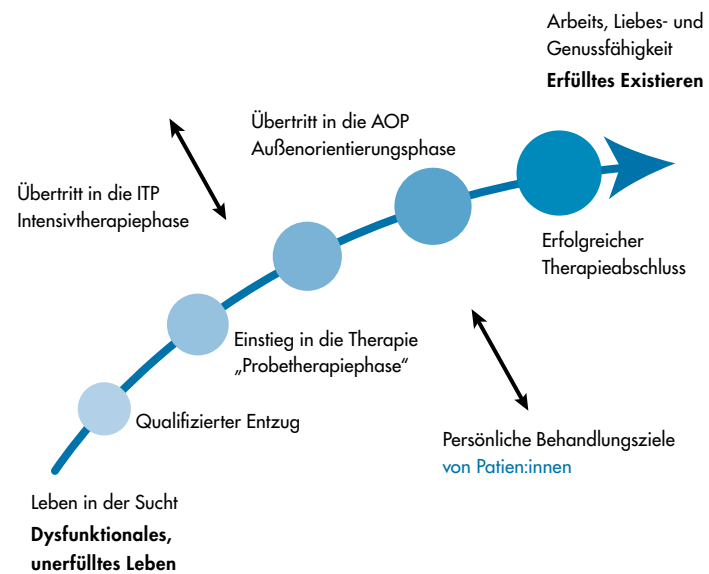 Arbeits, Liebes- und
Genussfähigkeit
Erfülltes Existieren
Übertritt in die AOP
Außenorientierungsphase
Übertritt in die ITP
Intensivtherapiephase
Erfolgreicher
Therapieabschluss
Einstieg in die Therapie
„Probetherapiephase“
Qualifizierter Entzug
Persönliche Behandlungsziele
von Patien:innen
Leben in der Sucht
Dysfunktionales,
unerfülltes Leben